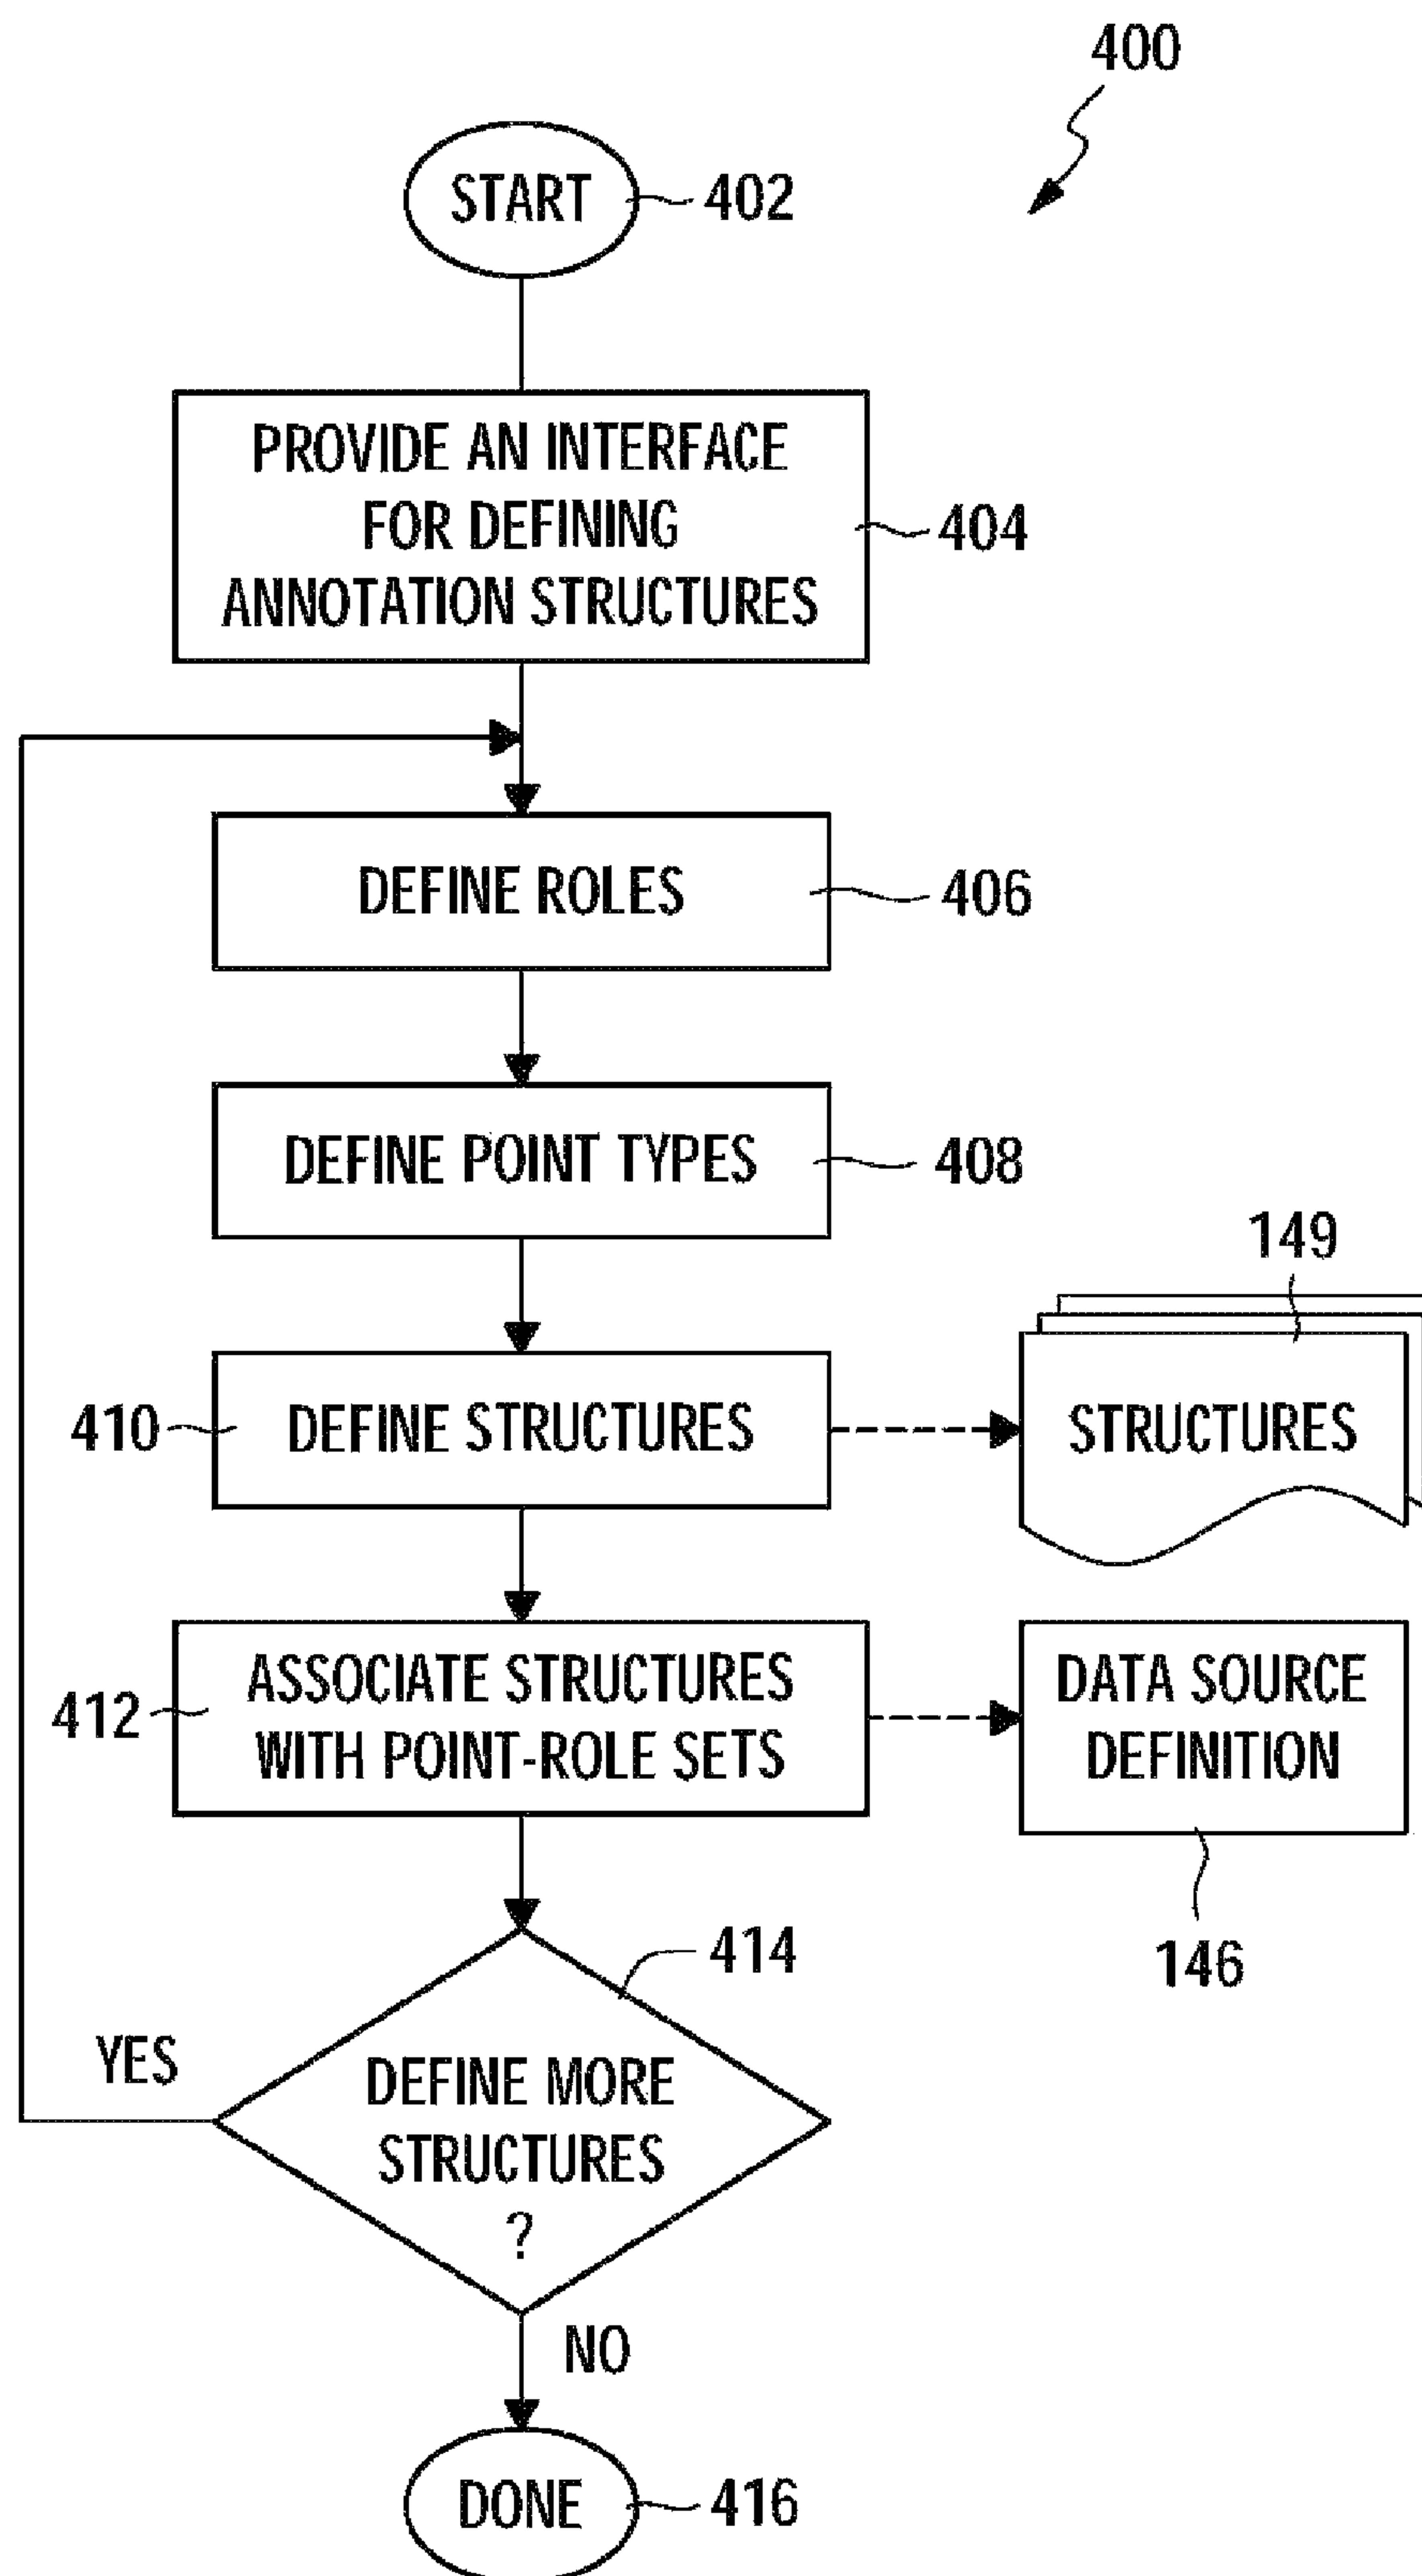 400
START
402
PROVIDE AN INTERFACE
FOR DEFINING
ANNOTATION STRUCTURES
404
DEFINE ROLES
406
DEFINE POINT TYPES
408
149
410
DEFINE STRUCTURES
STRUCTURES
412
ASSOCIATE STRUCTURES
WITH POINT-ROLE SETS
DATA SOURCE
DEFINITION
146
414
YES
DEFINE MORE
STRUCTURES
?
NO
DONE
416